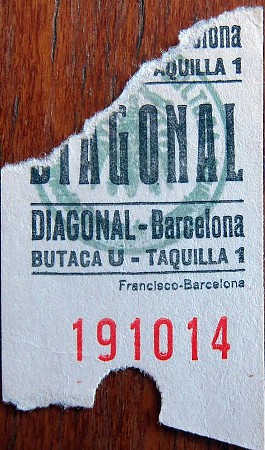 AQUILLA 1
DIAGONAL
DIAGONAL-Barcelona
BUTACA U - TAQUILLA 1
Francisco-Barcelona
191014